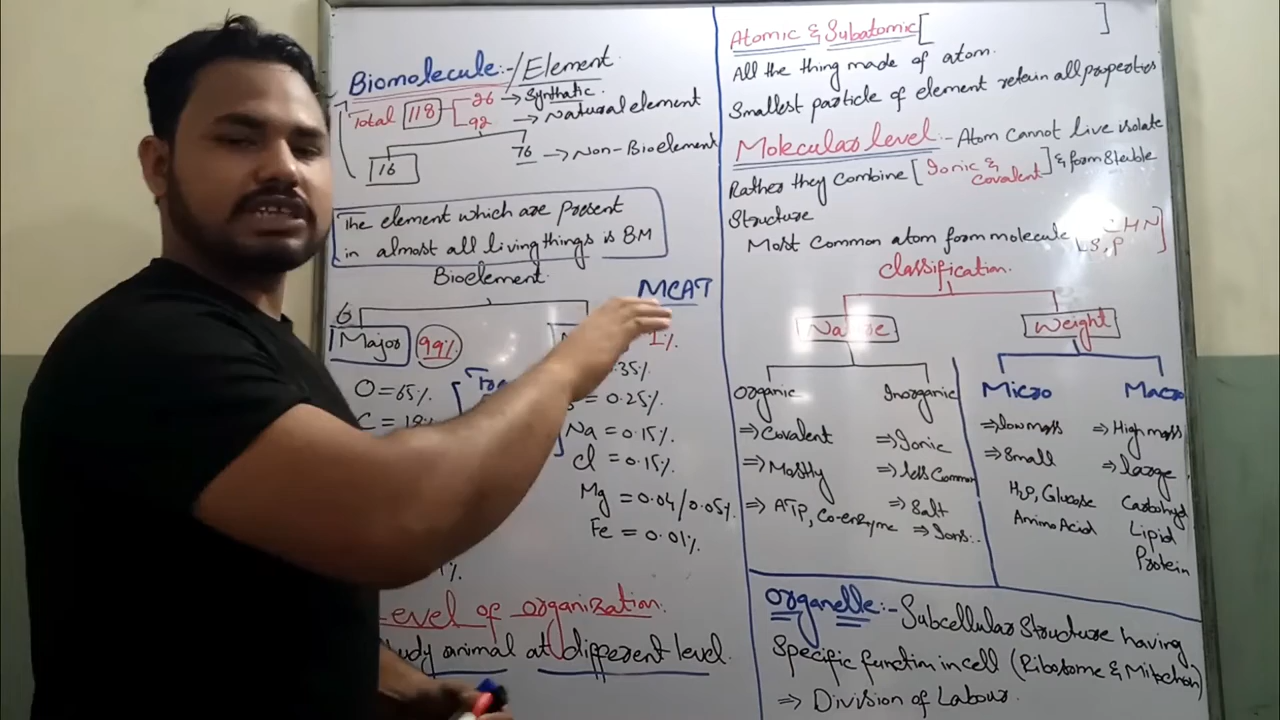 Biomolecule:-/Element
Total 118
26 → Synthatic.
92 → Natural element
16
76 → Non-Bioelement
The element which are present
in almost all living things is BM
Bioelement
MCAT
6
Major 99%
1%
O = 65%
.35%
= 0.25%
Na = 0.15%
Cl = 0.15%
Mg = 0.04/0.05%
Fe = 0.01%
evel of organization
udy animal at different level
Atomic & Subatomic [ ]
All the thing made of atom.
Smallest particle of element retain all properties
Molecular level:- Atom cannot live isolate
Rather they combine [Ionic & covalent] & form Stable
Structure
Most Common atom form molecule CHN
S, P]
Classification.
Weight
Organic
⇒ Covalent
⇒ Mostly
⇒ ATP, Co-enzyme
Inorganic
⇒ Ionic
⇒ less Common
⇒ Salt
⇒ Ions..
Micro
⇒ low mass
⇒ Small
H2O, Glucose
Amino Acid
Macro
⇒ High mass
⇒ large
Carbohyd
Lipid
Protein
Organelle:- Subcellular Structure having
Specific function in cell (Ribosome & Mitochon)
⇒ Division of Labour.